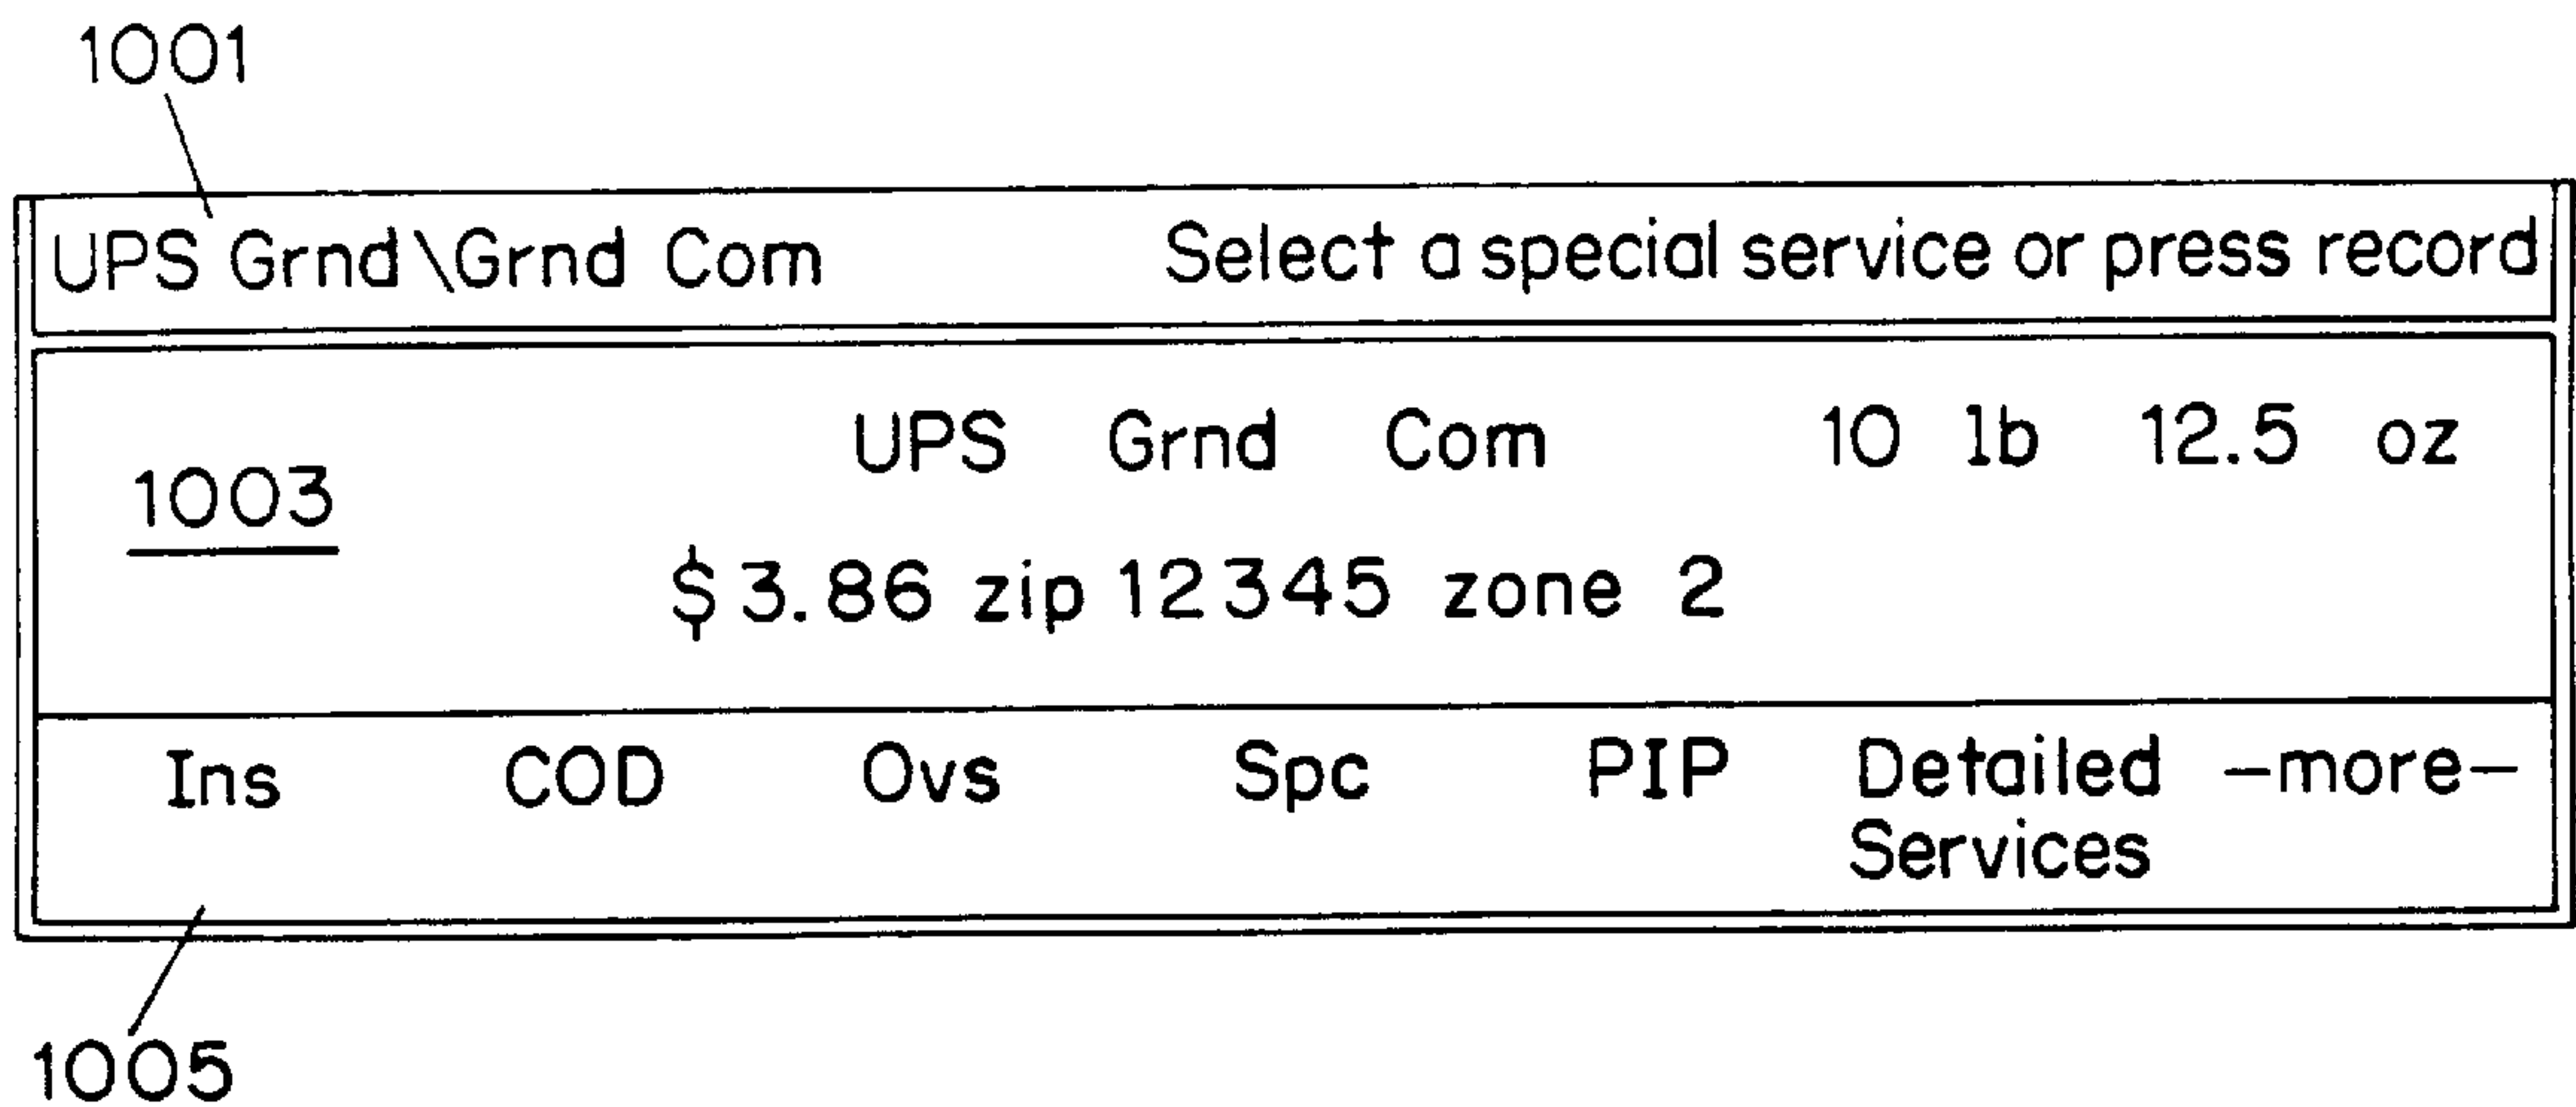 1001
UPS Grnd\Grnd Com Select a special service or press record
UPS Grnd Com 10 lb 12.5 oz
1003
$3.86 zip 12345 zone 2
Ins COD Ovs Spc PIP Detailed -more-
Services
1005